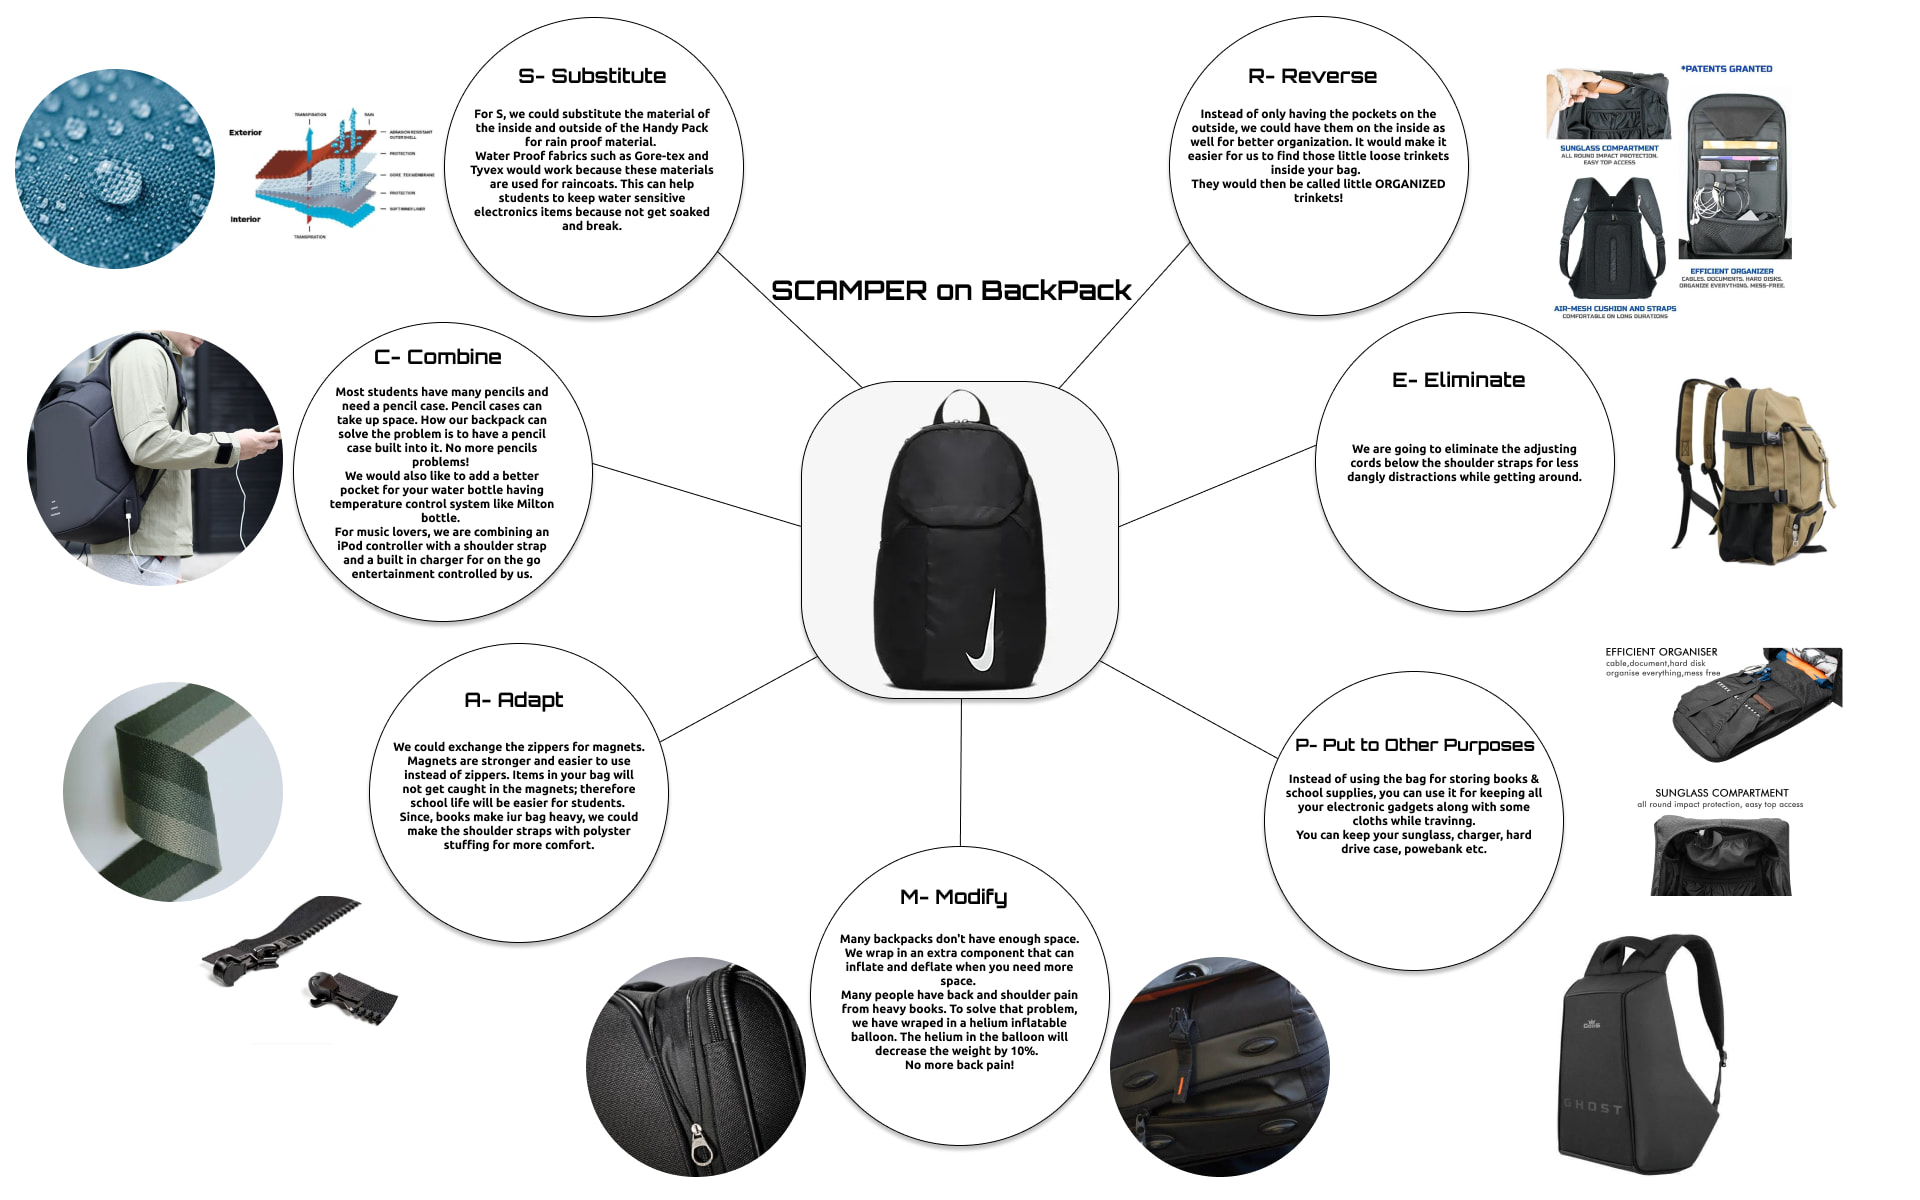 S- Substitute
For S, we could substitute the material of
the inside and outside of the Handy Pack
for rain proof material.
Water Proof fabrics such as Gore-tex and
Tyvex would work because these materials
are used for raincoats. This can help
students to keep water sensitive
electronics items because not get soaked
and break.
R- Reverse
Instead of only having the pockets on the
outside, we could have them on the inside as
well for better organization. It would make it
easier for us to find those little loose trinkets
inside your bag.
They would then be called little ORGANIZED
trinkets!
*PATENTS GRANTED
SUNGLASS COMPARTMENT
ALL ROUND IMPACT PROTECTION.
EASY TOP ACCESS
EFFICIENT ORGANIZER
CABLES, DOCUMENTS, HARD DISKS.
ORGANIZE EVERYTHING. MESS-FREE.
AIR-MESH CUSHION AND STRAPS
COMFORTABLE ON LONG DURATIONS
TRANSPIRATION
RAIN
Exterior
ABRASION RESISTANT
OUTER SHELL
PROTECTION
GORE TEX MEMBRANE
PROTECTION
SOFT INNER LINER
Interior
TRANSPIRATION
SCAMPER on BackPack
C- Combine
Most students have many pencils and
need a pencil case. Pencil cases can
take up space. How our backpack can
solve the problem is to have a pencil
case built into it. No more pencils
problems!
We would also like to add a better
pocket for your water bottle having
temperature control system like Milton
bottle.
For music lovers, we are combining an
iPod controller with a shoulder strap
and a built in charger for on the go
entertainment controlled by us.
E- Eliminate
We are going to eliminate the adjusting
cords below the shoulder straps for less
dangly distractions while getting around.
A- Adapt
We could exchange the zippers for magnets.
Magnets are stronger and easier to use
instead of zippers. Items in your bag will
not get caught in the magnets; therefore
school life will be easier for students.
Since, books make iur bag heavy, we could
make the shoulder straps with polyster
stuffing for more comfort.
P- Put to Other Purposes
Instead of using the bag for storing books &
school supplies, you can use it for keeping all
your electronic gadgets along with some
cloths while travinng.
You can keep your sunglass, charger, hard
drive case, powebank etc.
EFFICIENT ORGANISER
cable,document,hard disk
organise everything,mess free
SUNGLASS COMPARTMENT
all round impact protection, easy top access
M- Modify
Many backpacks don't have enough space.
We wrap in an extra component that can
inflate and deflate when you need more
space.
Many people have back and shoulder pain
from heavy books. To solve that problem,
we have wraped in a helium inflatable
balloon. The helium in the balloon will
decrease the weight by 10%.
No more back pain!
GODS
GHOST